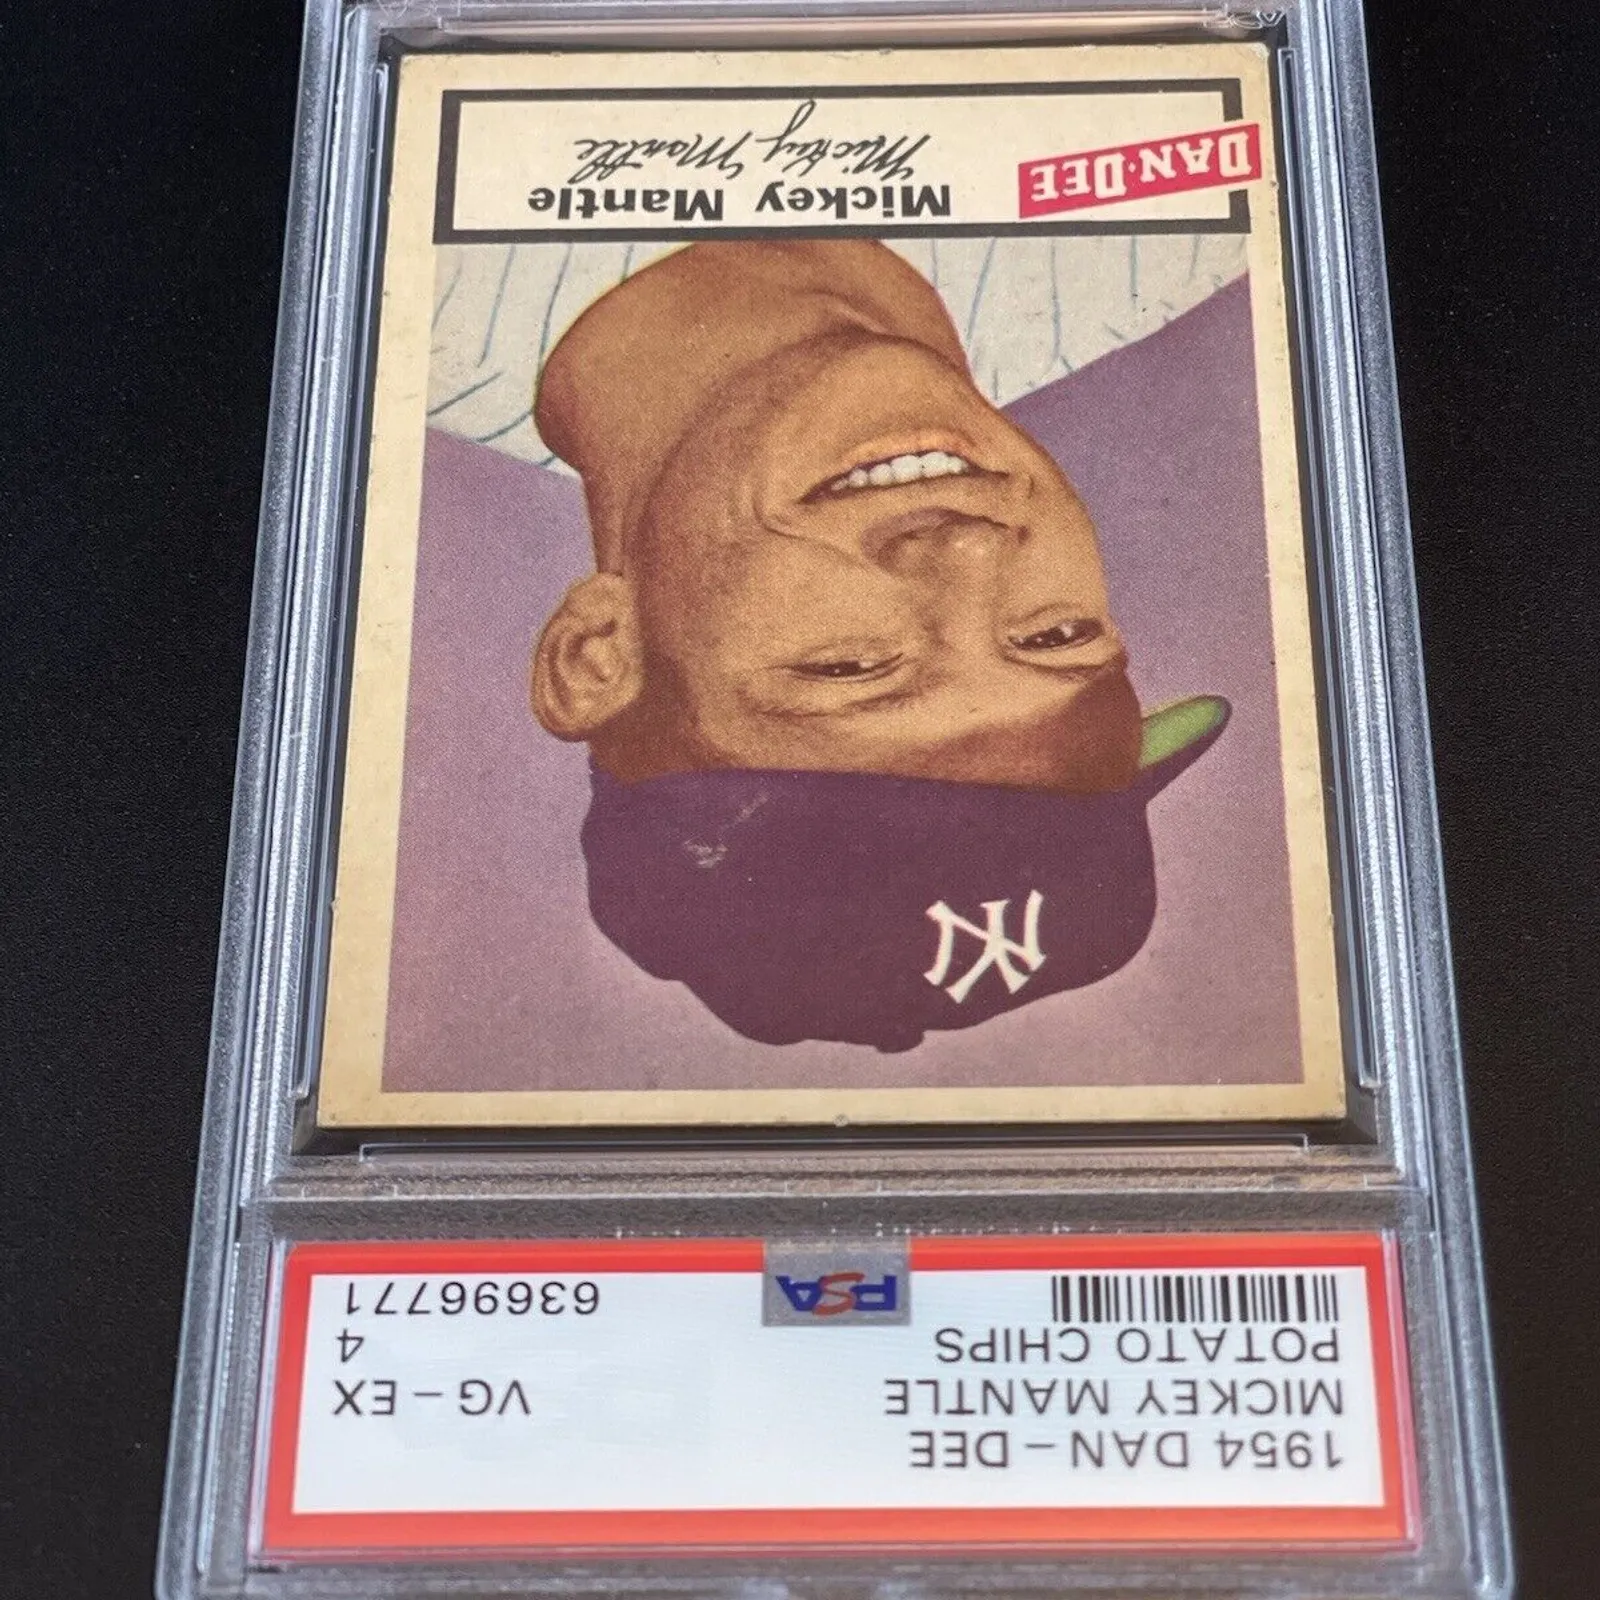 1954 DAN-DEE
MICKEY MANTLE
POTATO CHIPS
VG-EX
4
63696771
PSA
NY
DAN·DEE
Mickey Mantle
Mickey Mantle